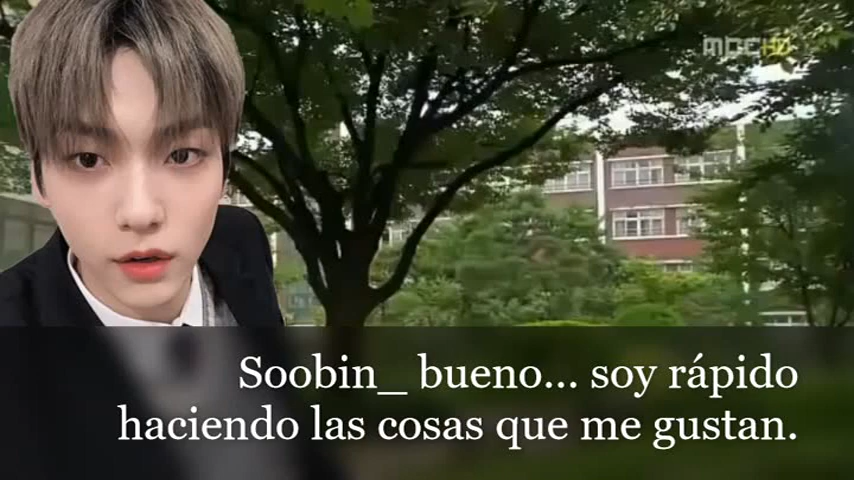 MBC HD
Soobin_ bueno... soy rápido
haciendo las cosas que me gustan.